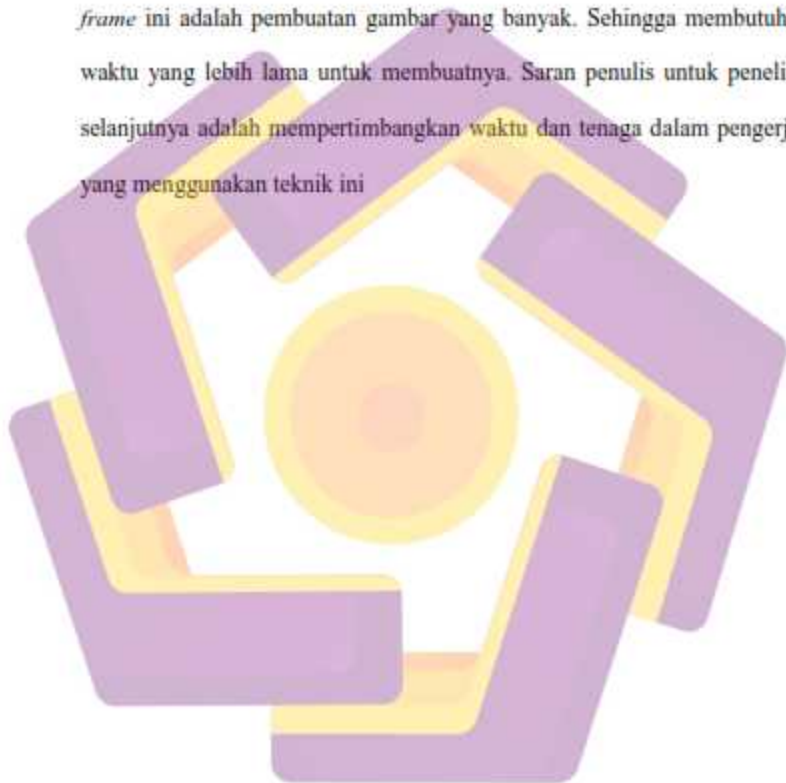 frame ini adalah pembuatan gambar yang banyak. Sehingga membutuh
waktu yang lebih lama untuk membuatnya. Saran penulis untuk peneli
selanjutnya adalah mempertimbangkan waktu dan tenaga dalam pengerj
yang menggunakan teknik ini